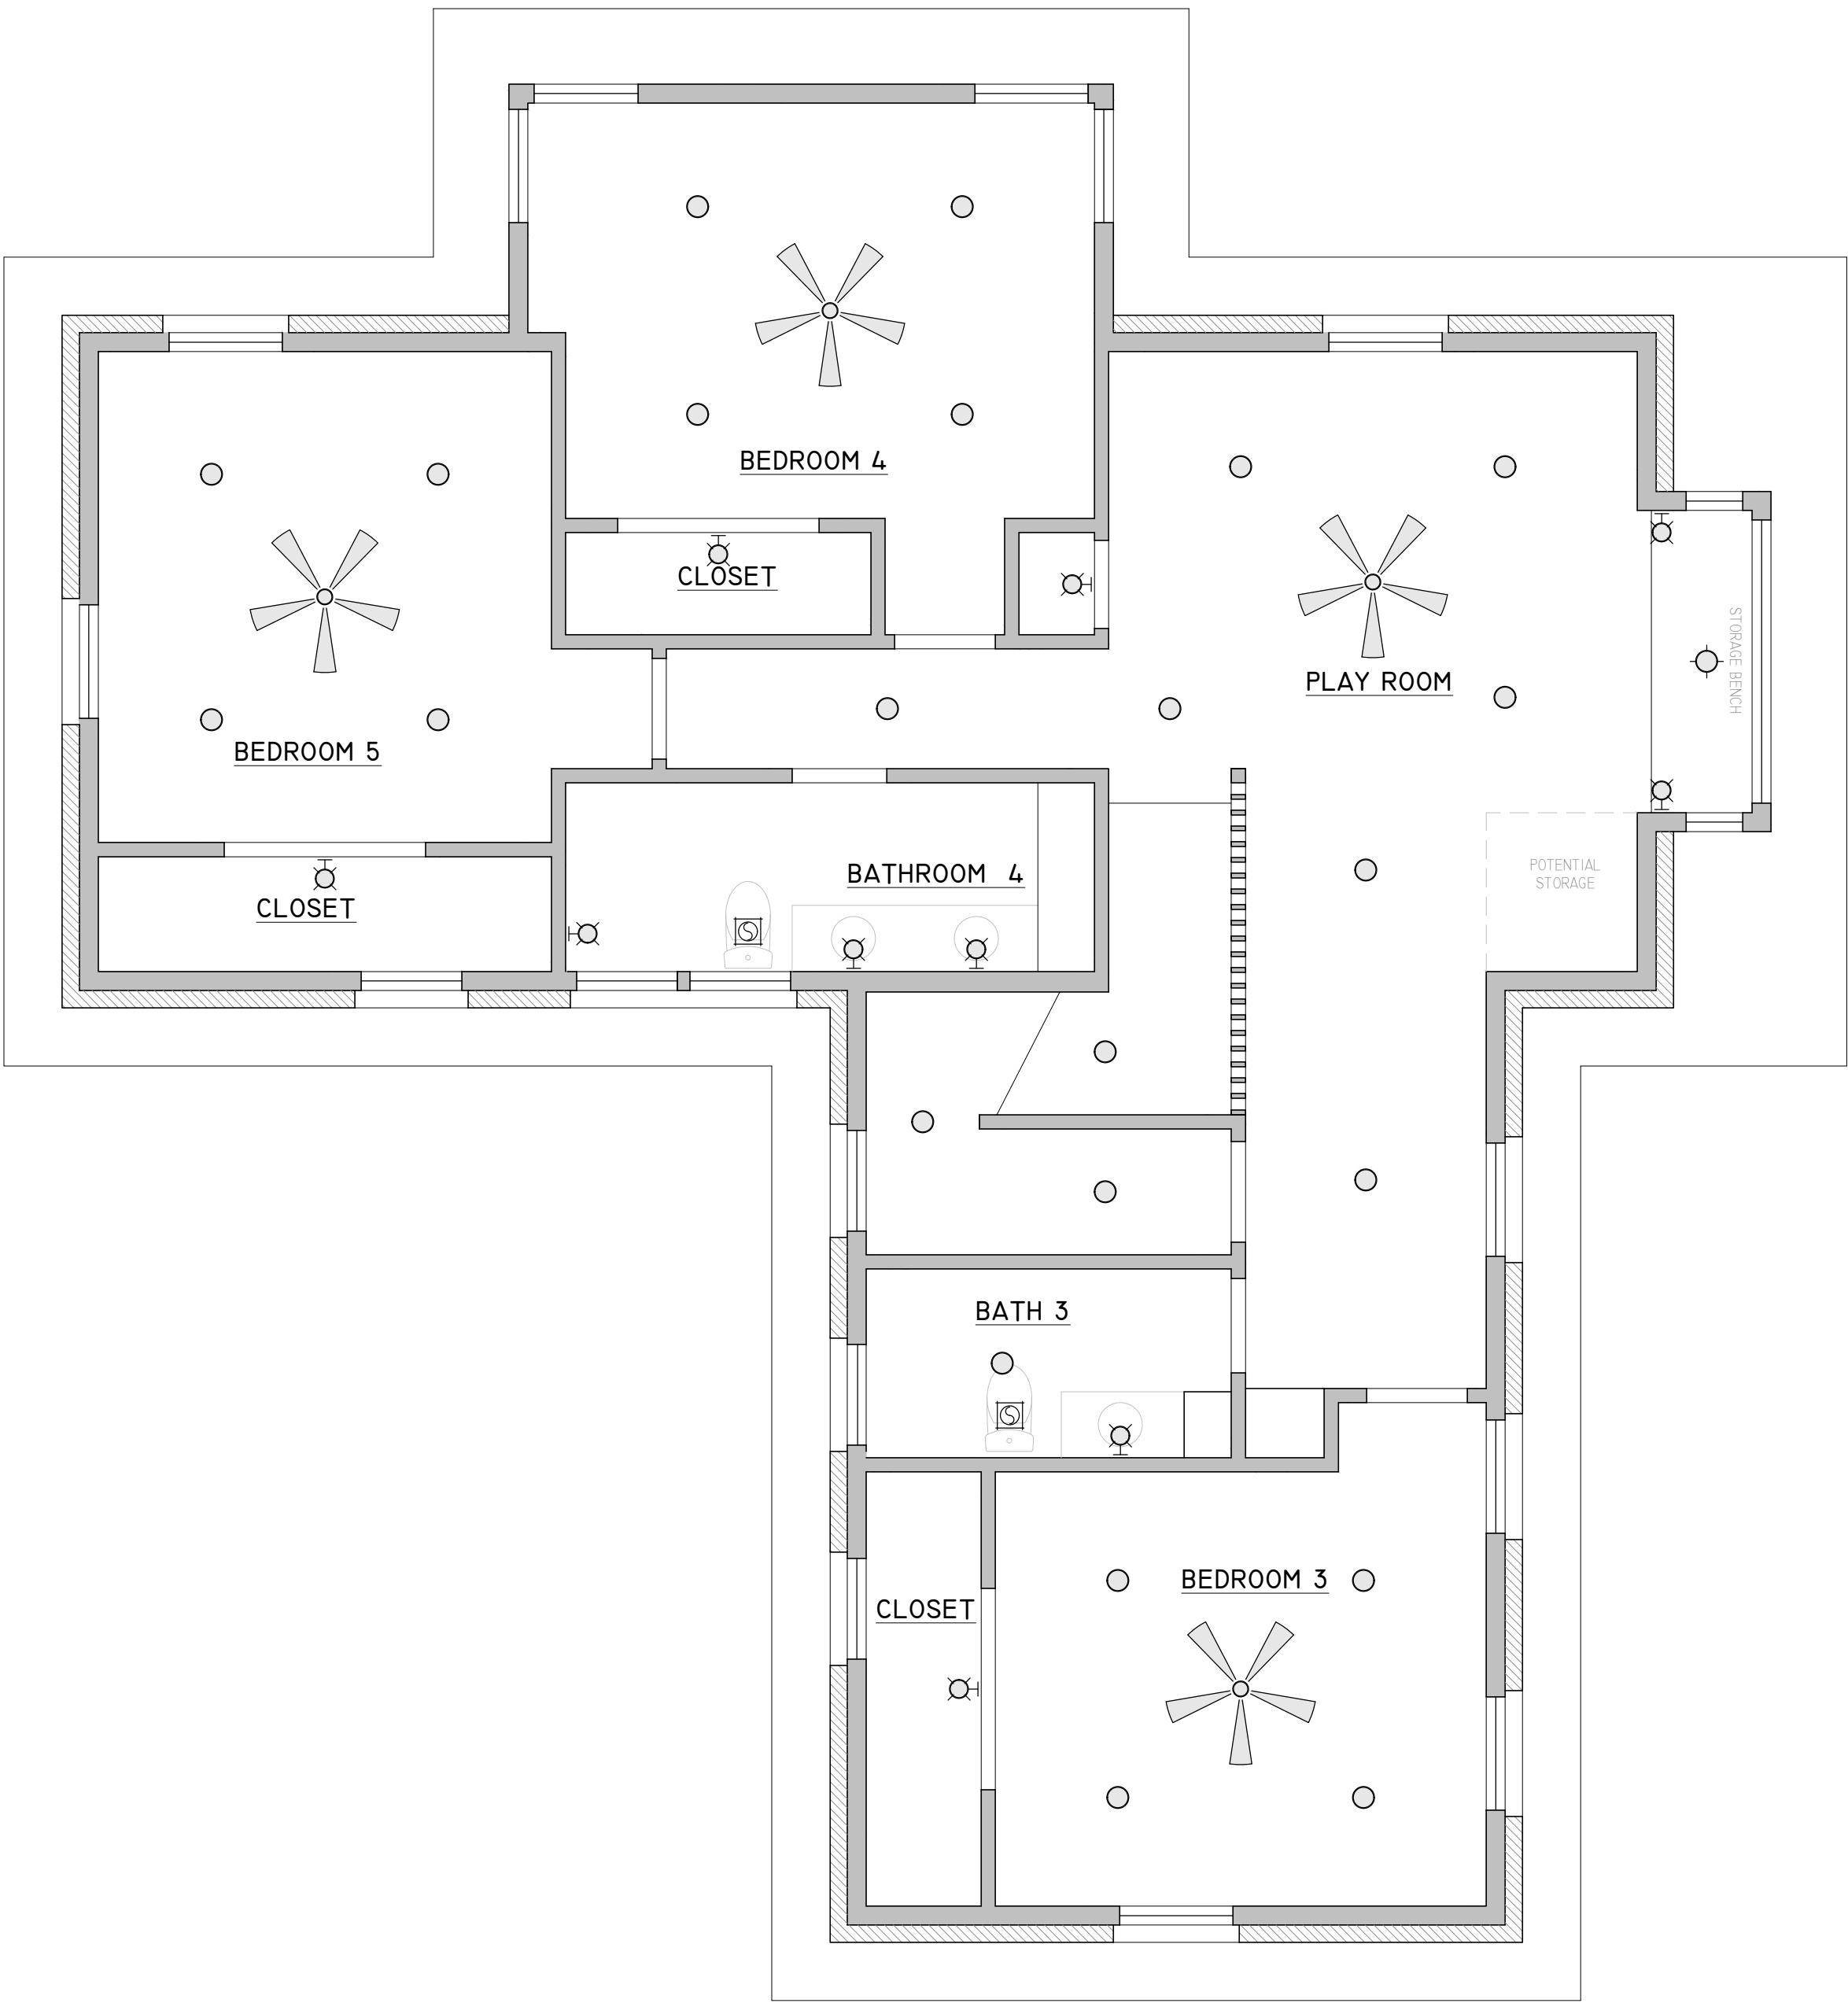 BEDROOM 4
CLOSET
PLAY ROOM
STORAGE BENCH
BEDROOM 5
CLOSET
BATHROOM 4
POTENTIAL
STORAGE
BATH 3
BEDROOM 3
CLOSET